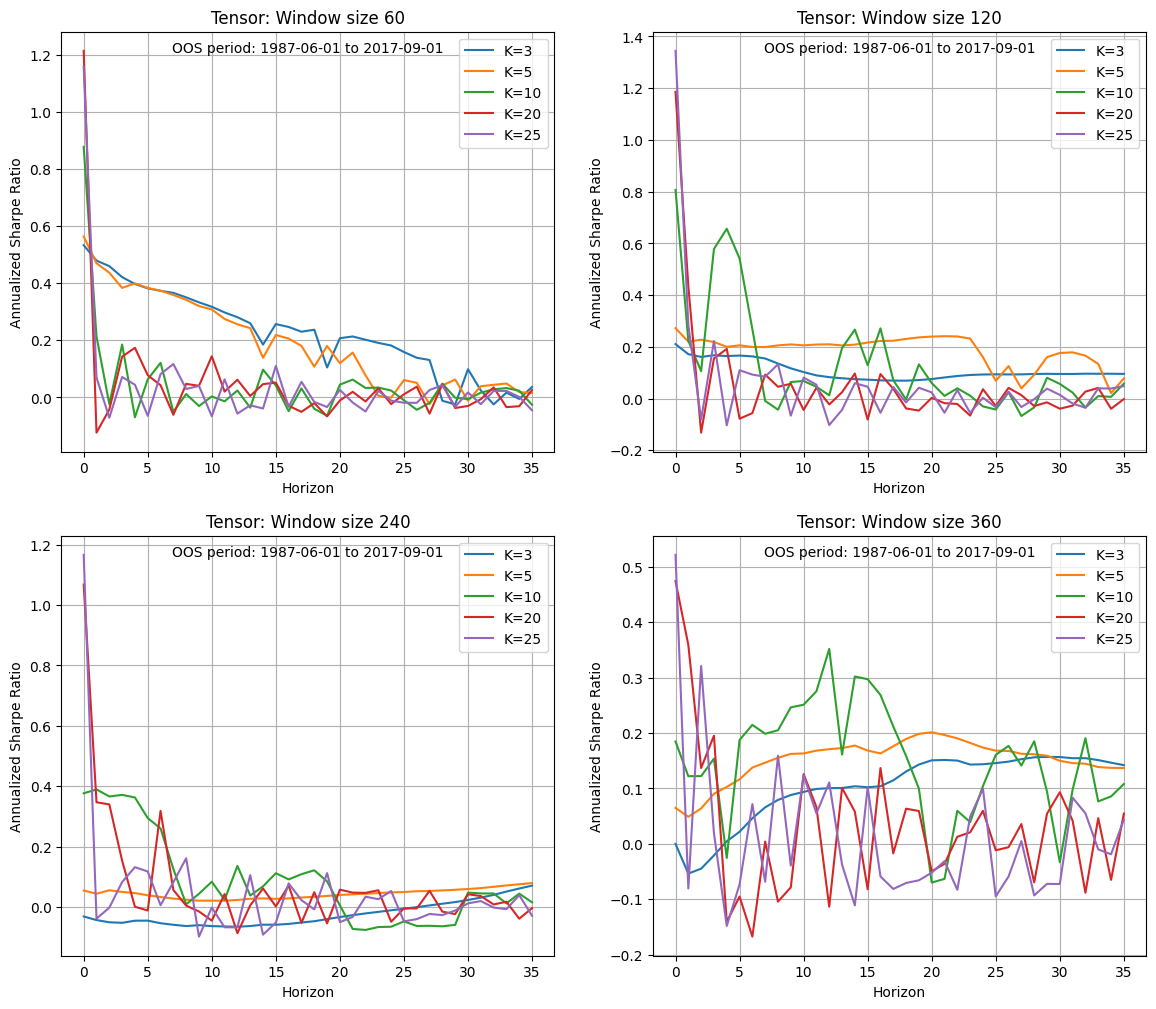 Tensor: Window size 60
OOS period: 1987-06-01 to 2017-09-01
K=3
K=5
K=10
K=20
K=25
Annualized Sharpe Ratio
1.2
1.0
0.8
0.6
0.4
0.2
0.0
0 5 10 15 20 25 30 35
Horizon
Tensor: Window size 120
OOS period: 1987-06-01 to 2017-09-01
K=3
K=5
K=10
K=20
K=25
Annualized Sharpe Ratio
1.4
1.2
1.0
0.8
0.6
0.4
0.2
0.0
−0.2
0 5 10 15 20 25 30 35
Horizon
Tensor: Window size 240
OOS period: 1987-06-01 to 2017-09-01
K=3
K=5
K=10
K=20
K=25
Annualized Sharpe Ratio
1.2
1.0
0.8
0.6
0.4
0.2
0.0
0 5 10 15 20 25 30 35
Horizon
Tensor: Window size 360
OOS period: 1987-06-01 to 2017-09-01
K=3
K=5
K=10
K=20
K=25
Annualized Sharpe Ratio
0.5
0.4
0.3
0.2
0.1
0.0
−0.1
−0.2
0 5 10 15 20 25 30 35
Horizon